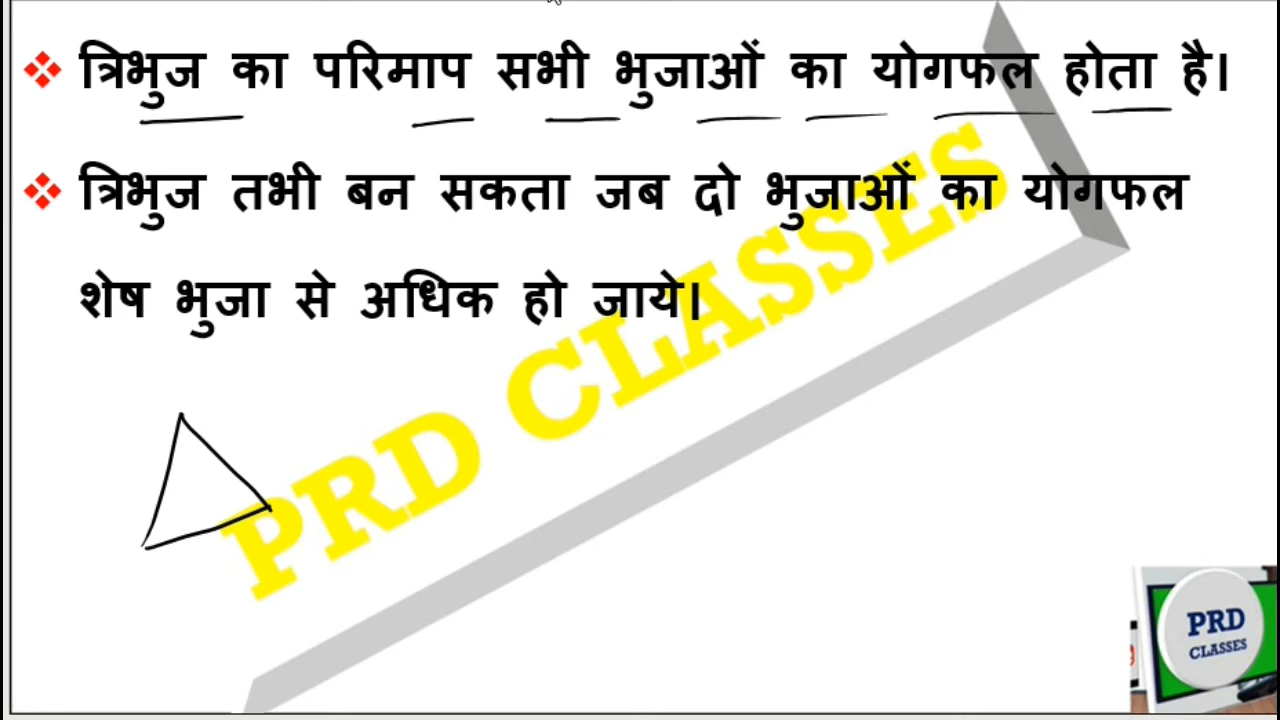 त्रिभुज का परिमाप सभी भुजाओं का योगफल होता है।
त्रिभुज तभी बन सकता जब दो भुजाओं का योगफल
शेष भुजा से अधिक हो जाये।
PRD CLASSES
PRD
CLASSES